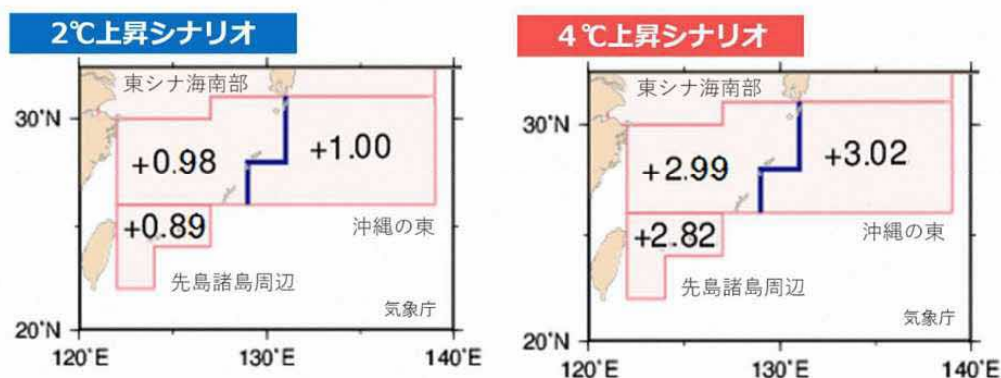 2℃上昇シナリオ
東シナ海南部
30°N
+0.98
+1.00
+0.89
沖縄の東
先島諸島周辺
気象庁
20°N
120°E
130°E
140°E
4℃上昇シナリオ
東シナ海南部
30°N
+2.99
+3.02
+2.82
沖縄の東
先島諸島周辺
気象庁
20°N
120°E
130°E
140°E